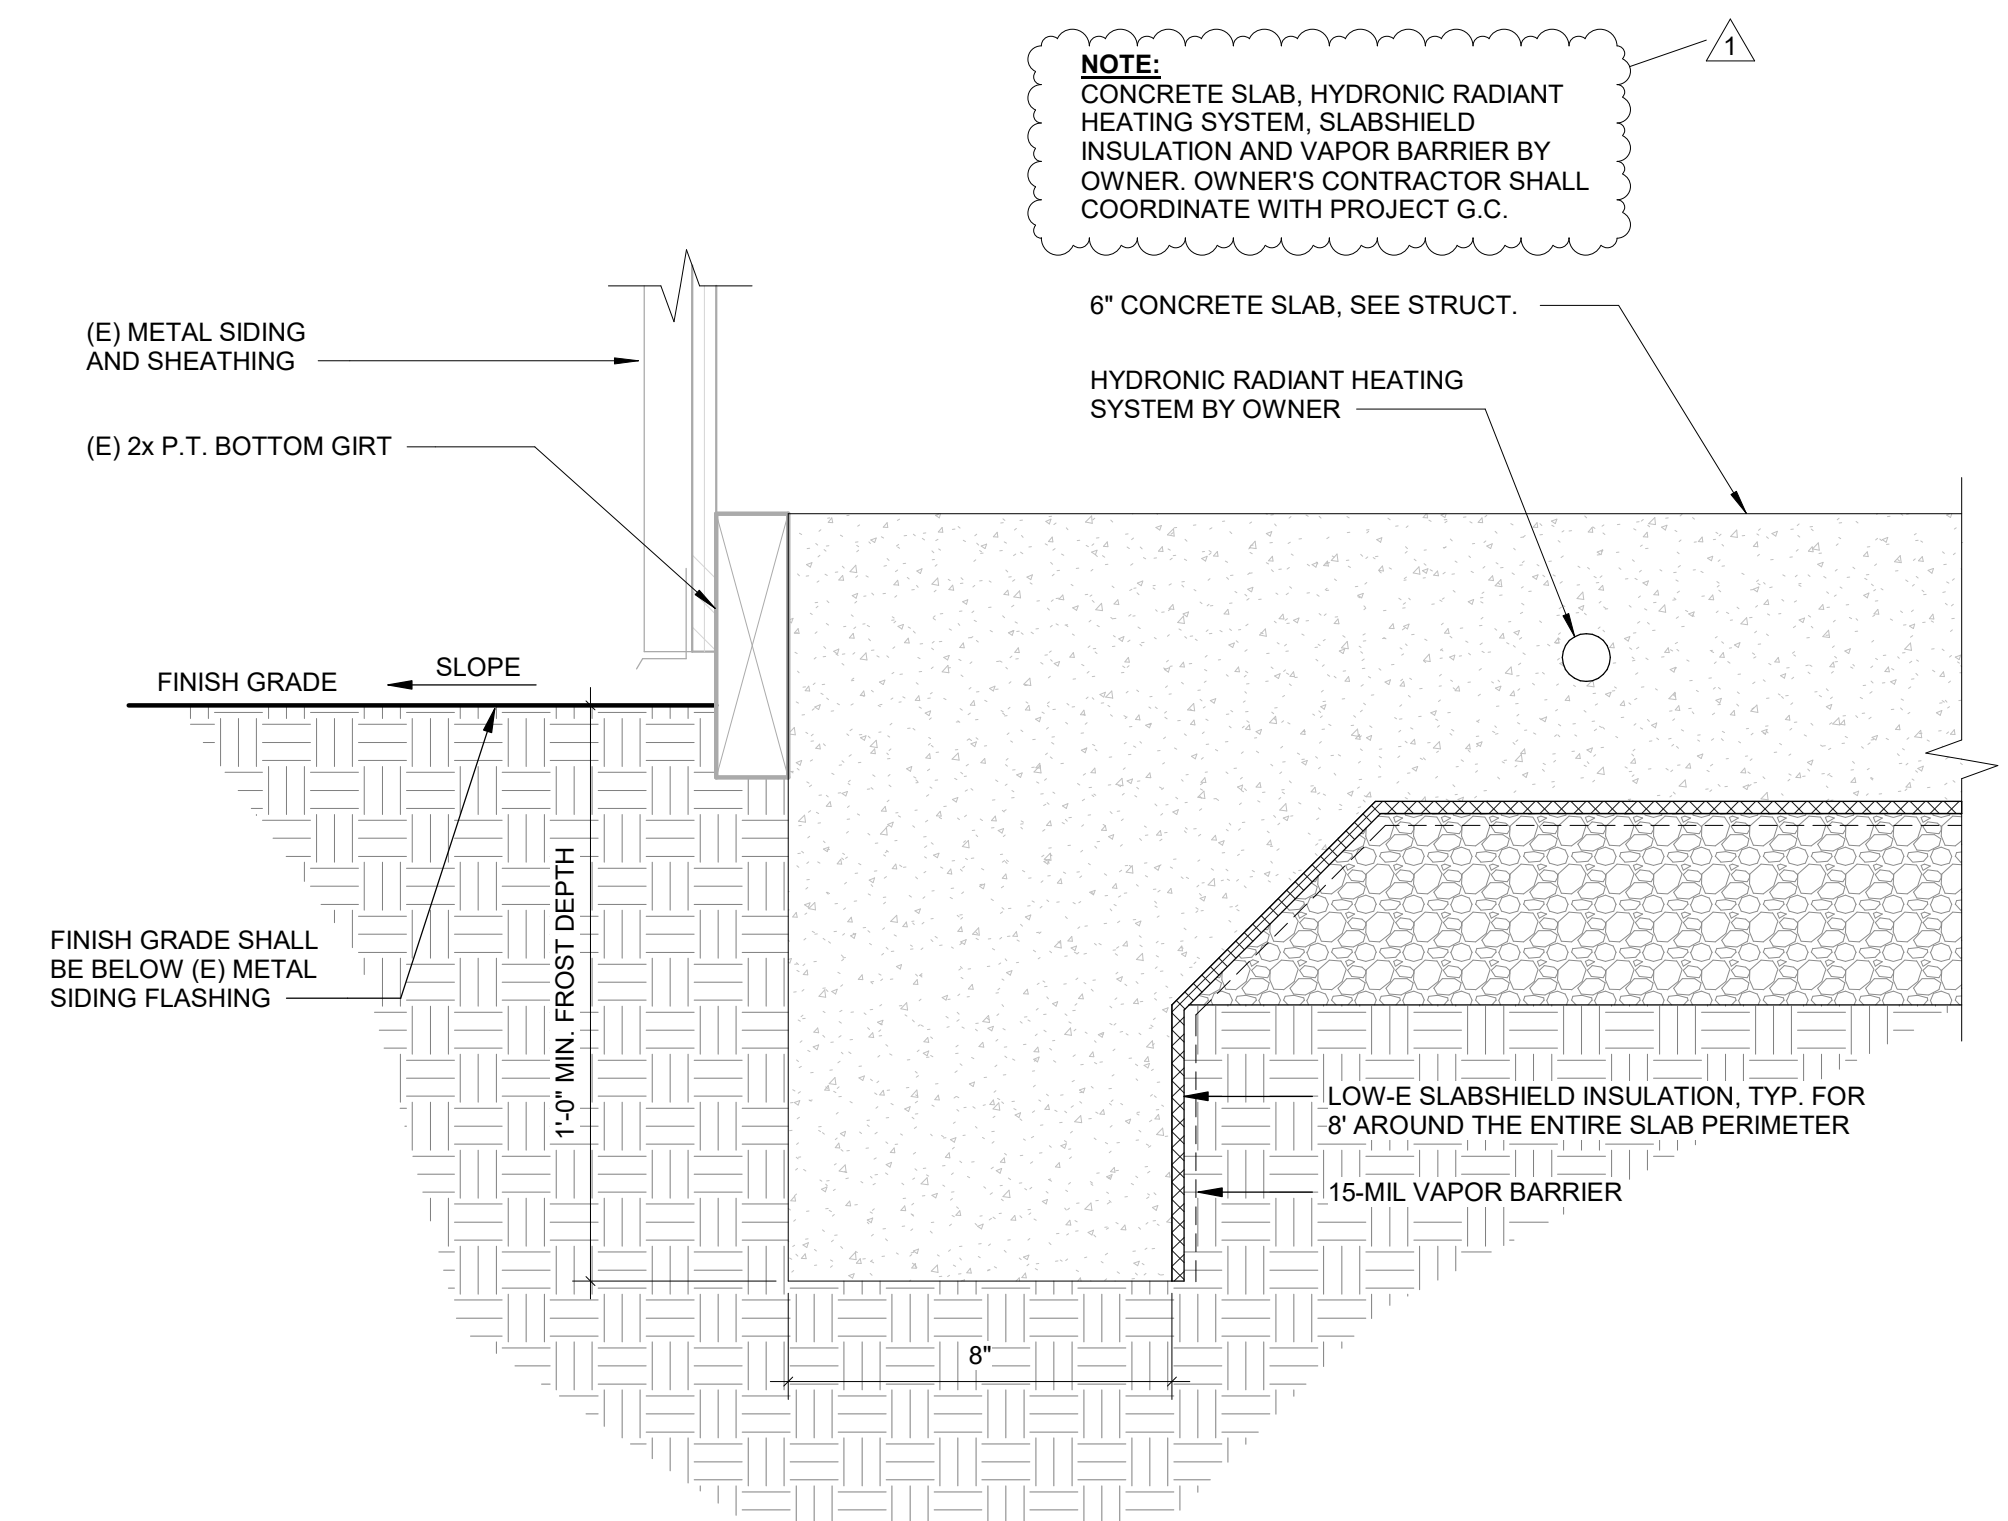 1
NOTE:
CONCRETE SLAB, HYDRONIC RADIANT
HEATING SYSTEM, SLABSHIELD
INSULATION AND VAPOR BARRIER BY
OWNER. OWNER'S CONTRACTOR SHALL
COORDINATE WITH PROJECT G.C.
6" CONCRETE SLAB, SEE STRUCT.
(E) METAL SIDING
AND SHEATHING
HYDRONIC RADIANT HEATING
SYSTEM BY OWNER
(E) 2x P.T. BOTTOM GIRT
FINISH GRADE
SLOPE
1'-0" MIN. FROST DEPTH
FINISH GRADE SHALL
BE BELOW (E) METAL
SIDING FLASHING
LOW-E SLABSHIELD INSULATION, TYP. FOR
8' AROUND THE ENTIRE SLAB PERIMETER
15-MIL VAPOR BARRIER
8"